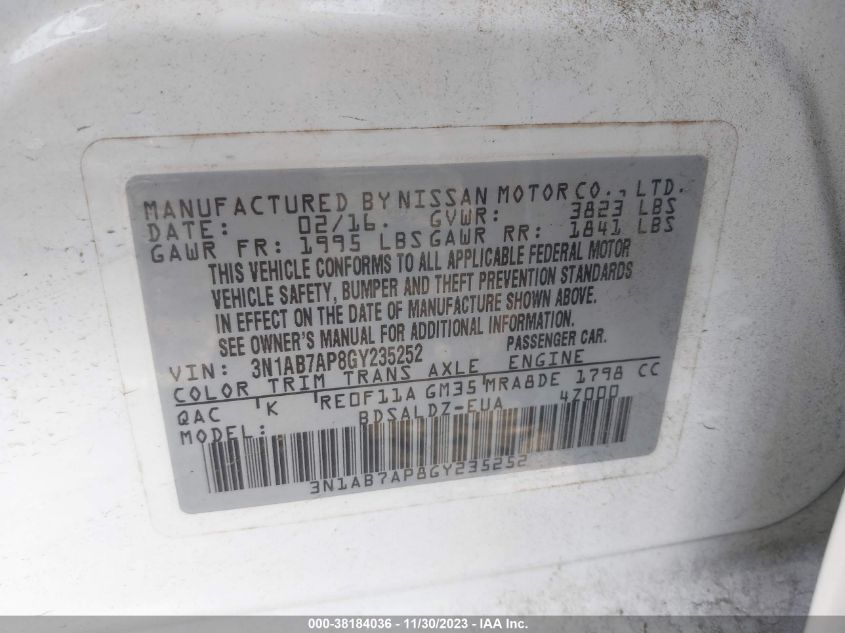 MANUFACTURED BY NISSAN MOTOR CO., LTD.
DATE: 02/16. GVWR: 3823 LBS
GAWR FR: 1995 LBS GAWR RR: 1841 LBS
THIS VEHICLE CONFORMS TO ALL APPLICABLE FEDERAL MOTOR
VEHICLE SAFETY, BUMPER AND THEFT PREVENTION STANDARDS
IN EFFECT ON THE DATE OF MANUFACTURE SHOWN ABOVE.
SEE OWNER'S MANUAL FOR ADDITIONAL INFORMATION.
VIN: 3N1AB7AP8GY235252 PASSENGER CAR.
COLOR TRIM TRANS AXLE ENGINE
QAC K RE0F11A GM35 MRA8DE 1798 CC
MODEL: BDSALDZ-EUA 47000
3N1AB7AP8GY235252
000-38184036 - 11/30/2023 - IAA Inc.